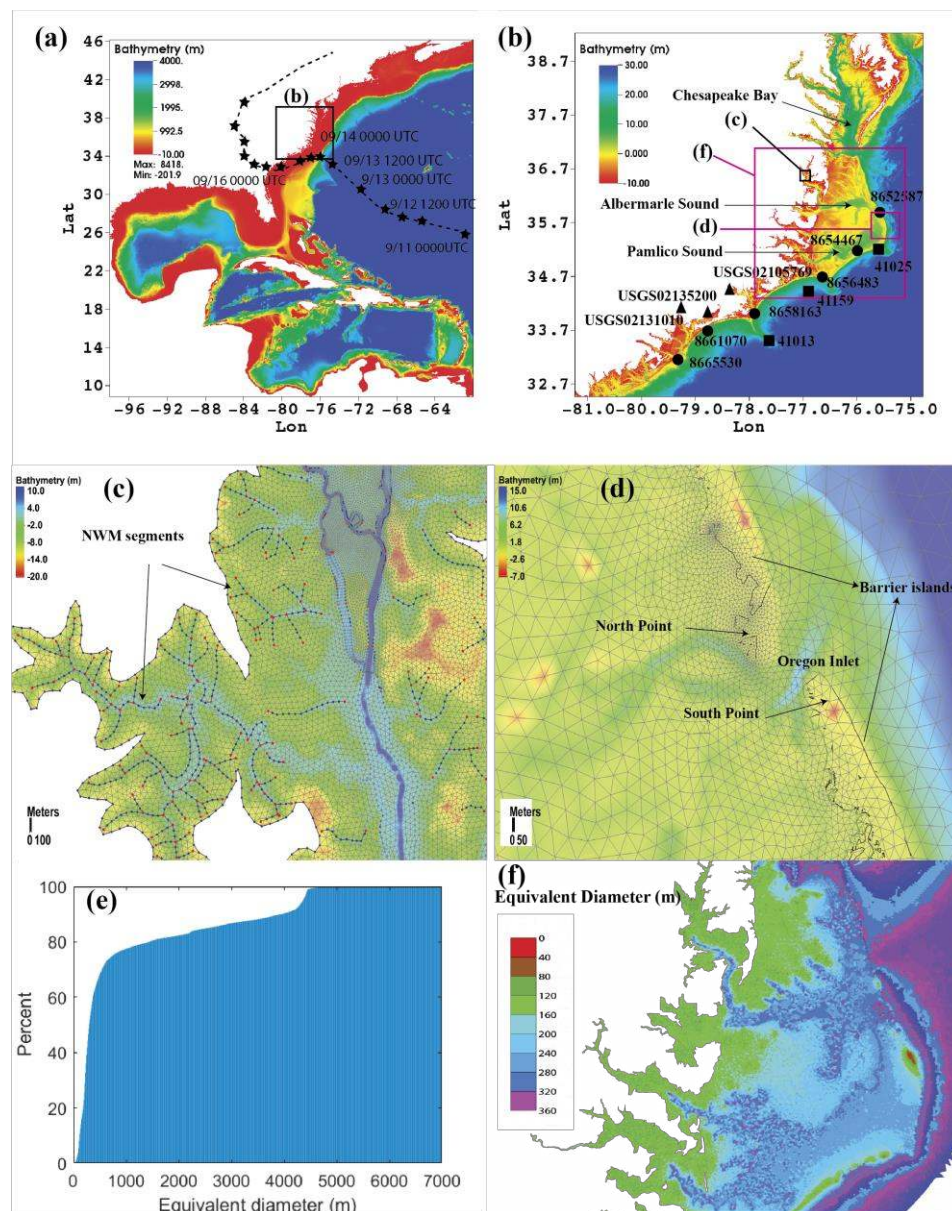 (a)
Bathymetry (m)
4000.
2998.
1995.
992.5
-10.00
Max: 8418.
Min: -201.9
46
42
38
34
30
26
22
18
14
10
Lat
(b)
09/14 0000 UTC
09/13 1200 UTC
9/13 0000 UTC
9/12 1200 UTC
9/11 0000UTC
09/16 0000 UTC
-96 -92 -88 -84 -80 -76 -72 -68 -64
Lon
(b)
Bathymetry (m)
30.00
20.00
10.00
0.000
-10.00
38.7
37.7
36.7
35.7
34.7
33.7
32.7
Lat
Chesapeake Bay
(c)
(f)
Albermarle Sound
8652587
(d)
8654467
Pamlico Sound
41025
USGS02105769
8656483
USGS02135200
41159
USGS02131010
8658163
8661070
41013
8665530
-81.0 -80.0 -79.0 -78.0 -77.0 -76.0 -75.0
Lon
(c)
Bathymetry (m)
10.0
4.0
-2.0
-8.0
-14.0
-20.0
NWM segments
Meters
0 100
(d)
Bathymetry (m)
15.0
10.6
6.2
1.8
-2.6
-7.0
Barrier islands
North Point
Oregon Inlet
South Point
Meters
0 50
(e)
100
80
60
40
20
0
Percent
0 1000 2000 3000 4000 5000 6000 7000
Equivalent diameter (m)
(f)
Equivalent Diameter (m)
0
40
80
120
160
200
240
280
320
360